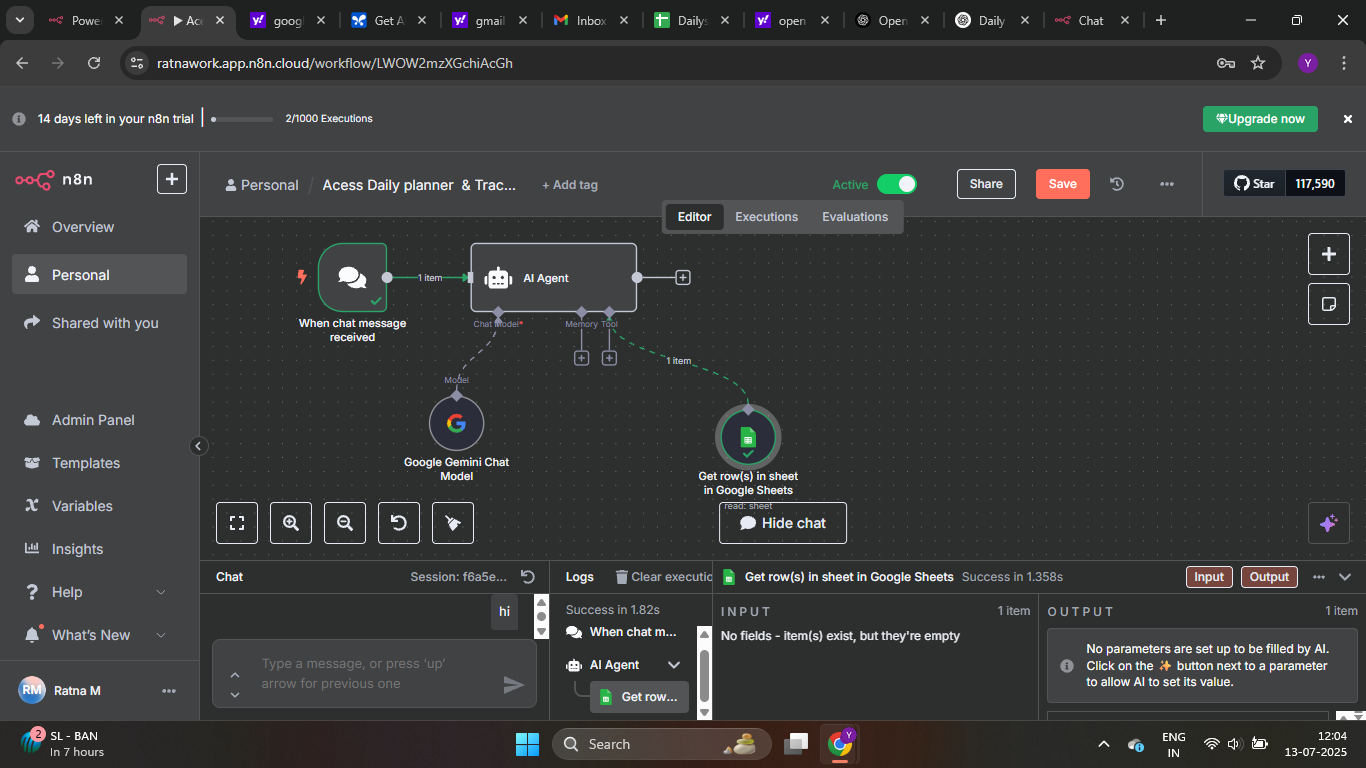 Power
Ace
goog
Get A
gmail
Inbox
Dailys
open
Open
Daily
Chat
ratnawork.app.n8n.cloud/workflow/LWOW2mzXGchiAcGh
Y
14 days left in your n8n trial
2/1000 Executions
Upgrade now
n8n
Personal / Acess Daily planner & Trac...
+ Add tag
Active
Share
Save
Star 117,590
Overview
Personal
Shared with you
Admin Panel
Templates
Variables
Insights
Help
What's New
RM Ratna M
Editor
Executions
Evaluations
1 item
AI Agent
When chat message
received
Chat Model*
Memory
Tool
1 item
Model
Google Gemini Chat
Model
Get row(s) in sheet
in Google Sheets
read: sheet
Hide chat
Chat
Session: f6a5e...
hi
Type a message, or press 'up'
arrow for previous one
Logs
Clear executio
Success in 1.82s
When chat m...
AI Agent
Get row...
Get row(s) in sheet in Google Sheets Success in 1.358s
Input
Output
INPUT
1 item
No fields - item(s) exist, but they're empty
OUTPUT
1 item
No parameters are set up to be filled by AI.
Click on the ✨ button next to a parameter
to allow AI to set its value.
2
SL - BAN
In 7 hours
Search
Y
ENG
IN
12:04
13-07-2025